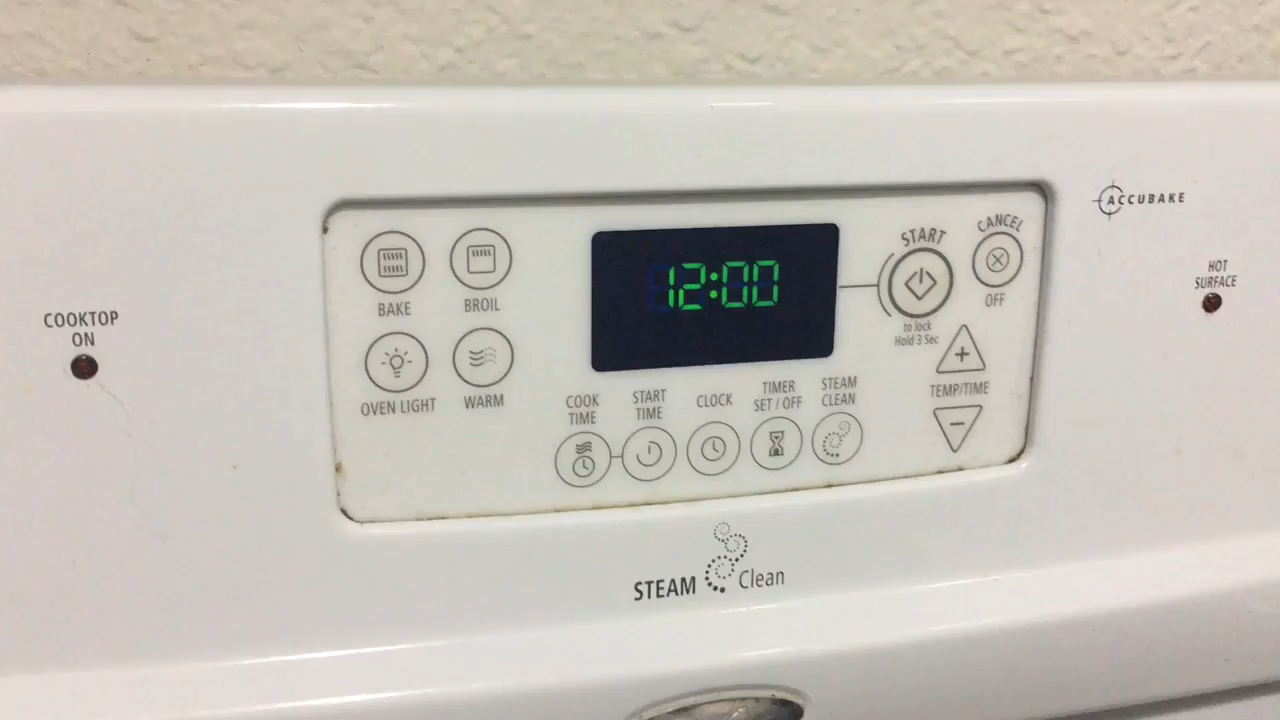 COOKTOP
ON
BAKE
BROIL
OVEN LIGHT
WARM
12:00
COOK
TIME
START
TIME
CLOCK
TIMER
SET / OFF
STEAM
CLEAN
START
to lock
Hold 3 Sec
CANCEL
OFF
TEMP/TIME
ACCUBAKE
HOT
SURFACE
STEAM Clean